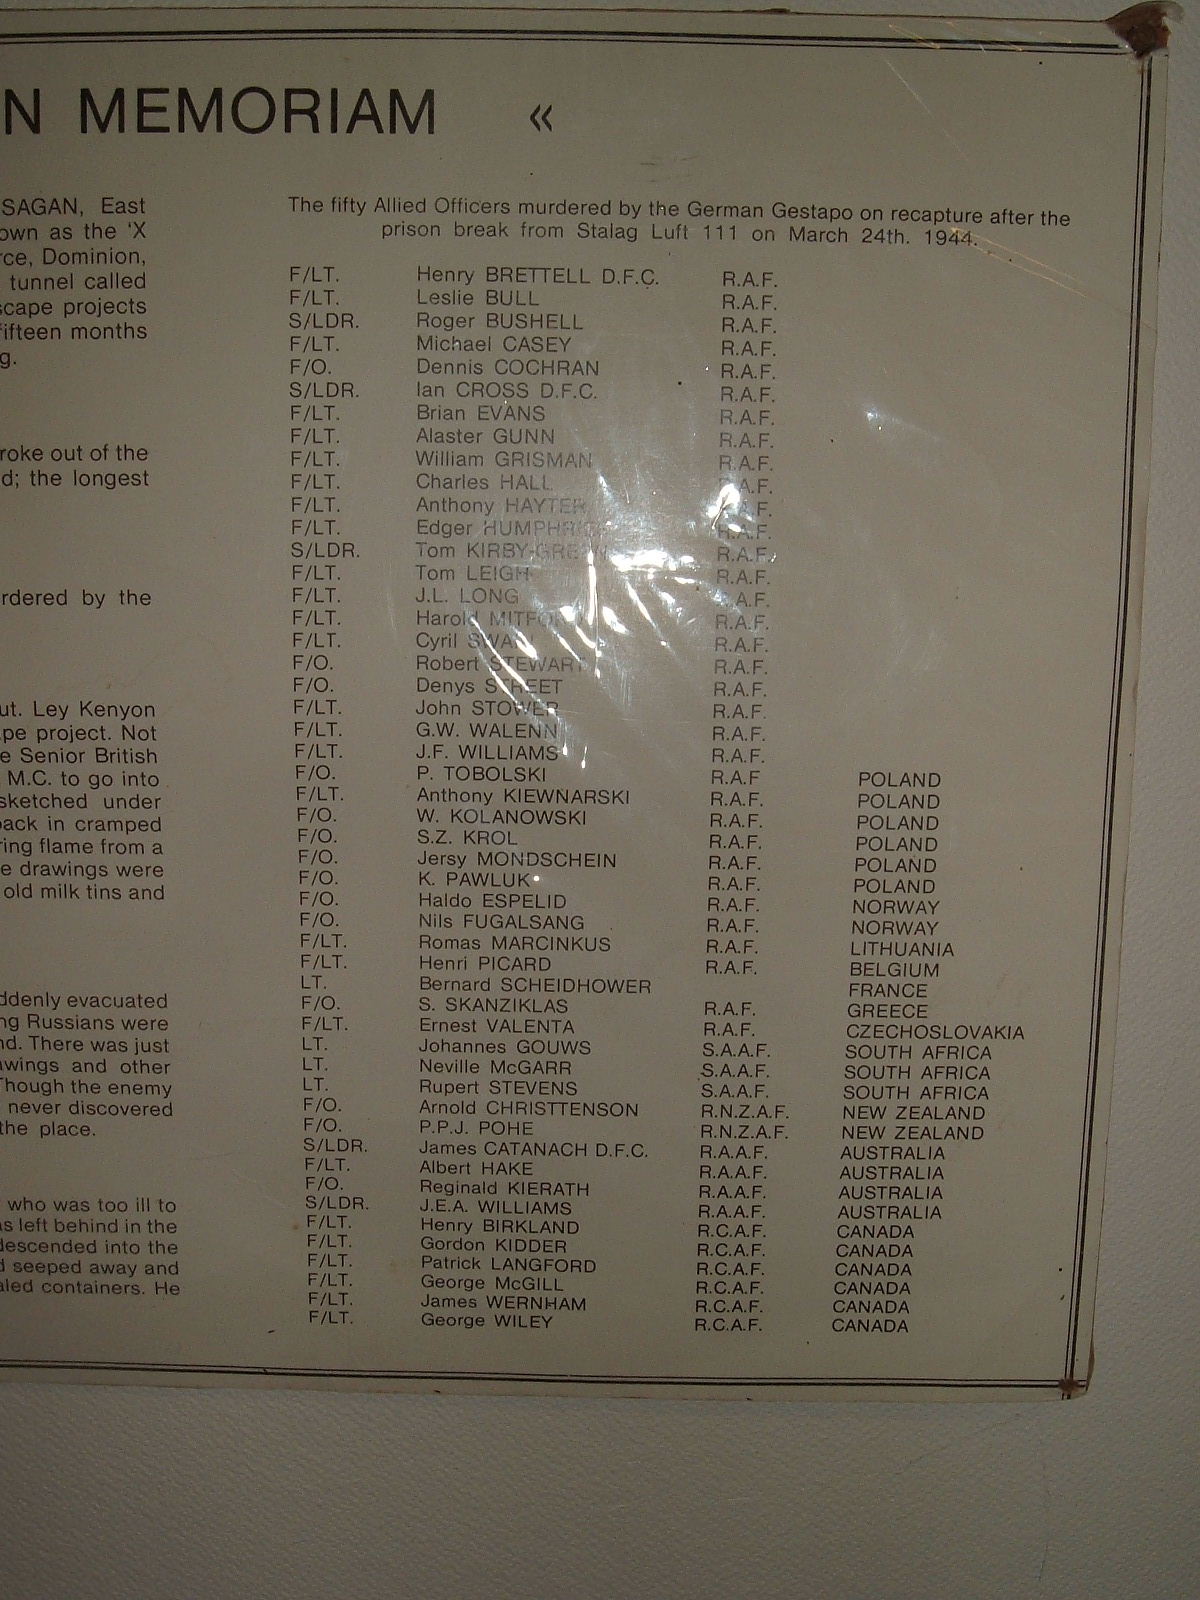 N MEMORIAM «
SAGAN, East
own as the 'X
rce, Dominion,
tunnel called
scape projects
fifteen months
g.
roke out of the
d; the longest
rdered by the
ut. Ley Kenyon
pe project. Not
e Senior British
M.C. to go into
sketched under
back in cramped
ring flame from a
e drawings were
old milk tins and
ddenly evacuated
ng Russians were
nd. There was just
awings and other
Though the enemy
never discovered
the place.
who was too ill to
as left behind in the
descended into the
d seeped away and
aled containers. He
The fifty Allied Officers murdered by the German Gestapo on recapture after the
prison break from Stalag Luft 111 on March 24th. 1944.
F/LT. Henry BRETTELL D.F.C. R.A.F.
F/LT. Leslie BULL R.A.F.
S/LDR. Roger BUSHELL R.A.F.
F/LT. Michael CASEY R.A.F.
F/O. Dennis COCHRAN R.A.F.
S/LDR. Ian CROSS D.F.C. R.A.F.
F/LT. Brian EVANS R.A.F.
F/LT. Alaster GUNN R.A.F.
F/LT. William GRISMAN R.A.F.
F/LT. Charles HALL R.A.F.
F/LT. Anthony HAYTER R.A.F.
F/LT. Edger R.A.F.
S/LDR. Tom KIRBY-GREEN R.A.F.
F/LT. Tom LEIGH R.A.F.
F/LT. J.L. LONG R.A.F.
F/LT. Harold R.A.F.
F/LT. Cyril R.A.F.
F/O. Robert STEWART R.A.F.
F/O. Denys STREET R.A.F.
F/LT. John STOWER R.A.F.
F/LT. G.W. WALENN R.A.F.
F/LT. J.F. WILLIAMS R.A.F.
F/O. P. TOBOLSKI R.A.F POLAND
F/LT. Anthony KIEWNARSKI R.A.F. POLAND
F/O. W. KOLANOWSKI R.A.F. POLAND
F/O. S.Z. KROL R.A.F. POLAND
F/O. Jersy MONDSCHEIN R.A.F. POLAND
F/O. K. PAWLUK R.A.F. POLAND
F/O. Haldo ESPELID R.A.F. NORWAY
F/O. Nils FUGALSANG R.A.F. NORWAY
F/LT. Romas MARCINKUS R.A.F. LITHUANIA
F/LT. Henri PICARD R.A.F. BELGIUM
LT. Bernard SCHEIDHOWER FRANCE
F/O. S. SKANZIKLAS R.A.F. GREECE
F/LT. Ernest VALENTA R.A.F. CZECHOSLOVAKIA
LT. Johannes GOUWS S.A.A.F. SOUTH AFRICA
LT. Neville McGARR S.A.A.F. SOUTH AFRICA
LT. Rupert STEVENS S.A.A.F. SOUTH AFRICA
F/O. Arnold CHRISTTENSON R.N.Z.A.F. NEW ZEALAND
F/O. P.P.J. POHE R.N.Z.A.F. NEW ZEALAND
S/LDR. James CATANACH D.F.C. R.A.A.F. AUSTRALIA
F/LT. Albert HAKE R.A.A.F. AUSTRALIA
F/O. Reginald KIERATH R.A.A.F. AUSTRALIA
S/LDR. J.E.A. WILLIAMS R.A.A.F. AUSTRALIA
F/LT. Henry BIRKLAND R.C.A.F. CANADA
F/LT. Gordon KIDDER R.C.A.F. CANADA
F/LT. Patrick LANGFORD R.C.A.F. CANADA
F/LT. George McGILL R.C.A.F. CANADA
F/LT. James WERNHAM R.C.A.F. CANADA
F/LT. George WILEY R.C.A.F. CANADA